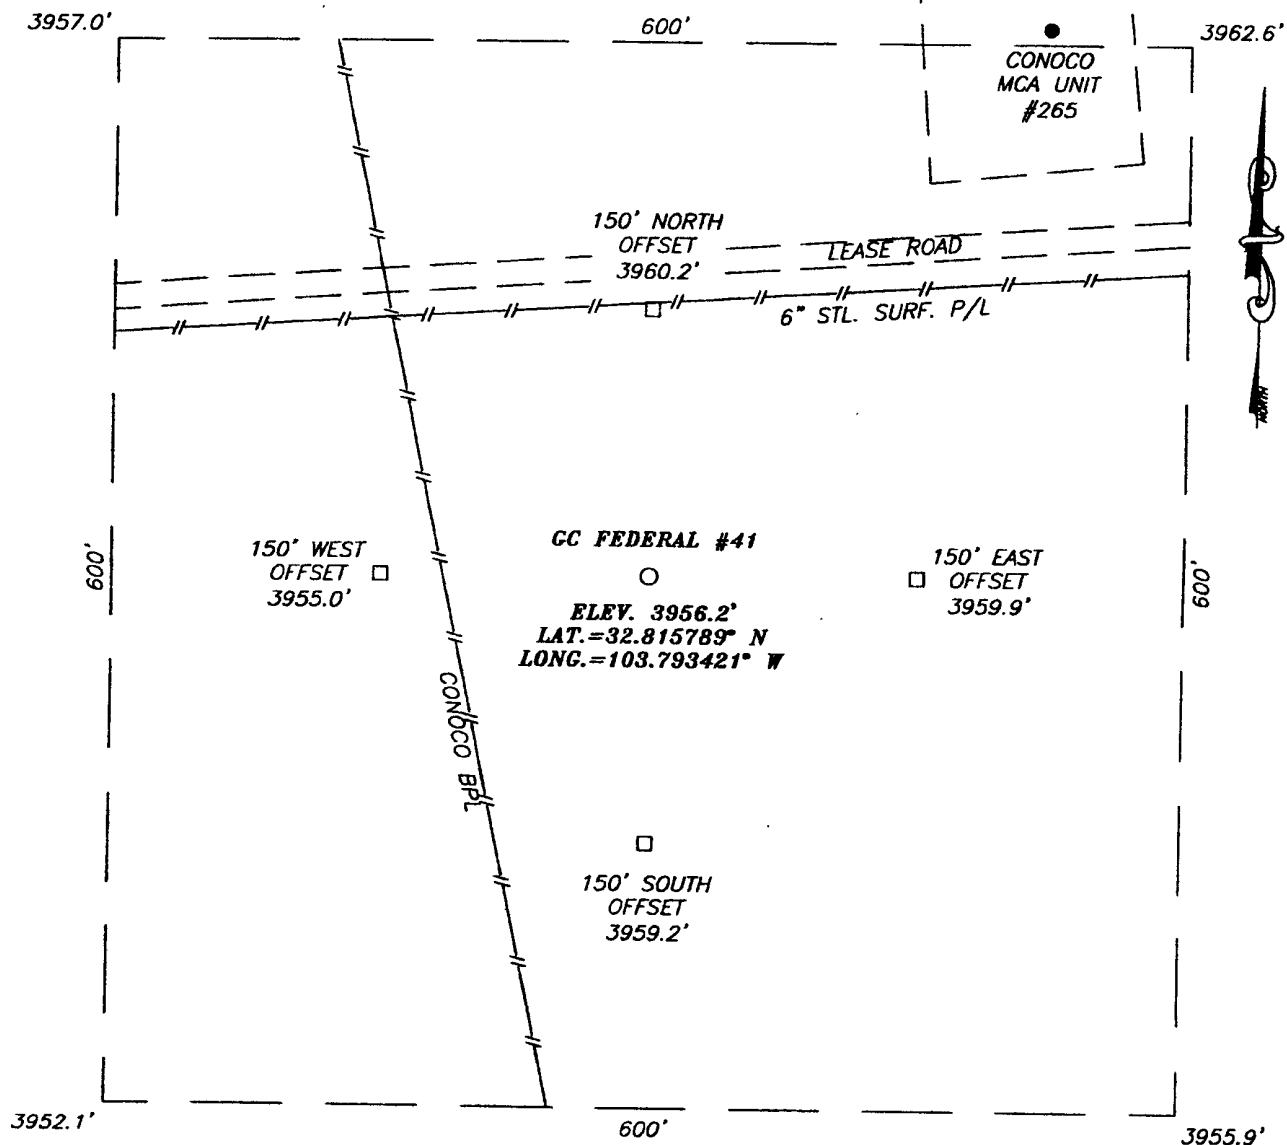 3957.0'
600'
3962.6'
CONOCO
MCA UNIT
#265
150' NORTH
OFFSET
3960.2'
LEASE ROAD
6" STL. SURF. P/L
NORTH
600'
150' WEST
OFFSET
3955.0'
GC FEDERAL #41
ELEV. 3956.2'
LAT.=32.815789° N
LONG.=103.793421° W
150' EAST
OFFSET
3959.9'
600'
CONOCO BPL
150' SOUTH
OFFSET
3959.2'
3952.1'
600'
3955.9'